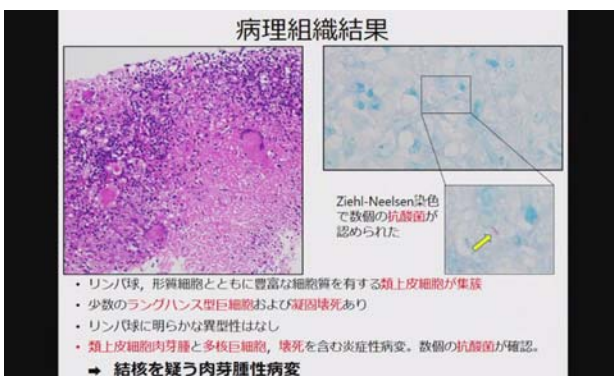 病理組織結果
Ziehl-Neelsen染色
で数個の抗酸菌が
認められた
・リンパ球，形質細胞とともに豊富な細胞質を有する類上皮細胞が集簇
・少数のラングハンス型巨細胞および凝固壊死あり
・リンパ球に明らかな異型性はなし
・類上皮細胞肉芽腫と多核巨細胞，壊死を含む炎症性病変。数個の抗酸菌が確認。
➡ 結核を疑う肉芽腫性病変